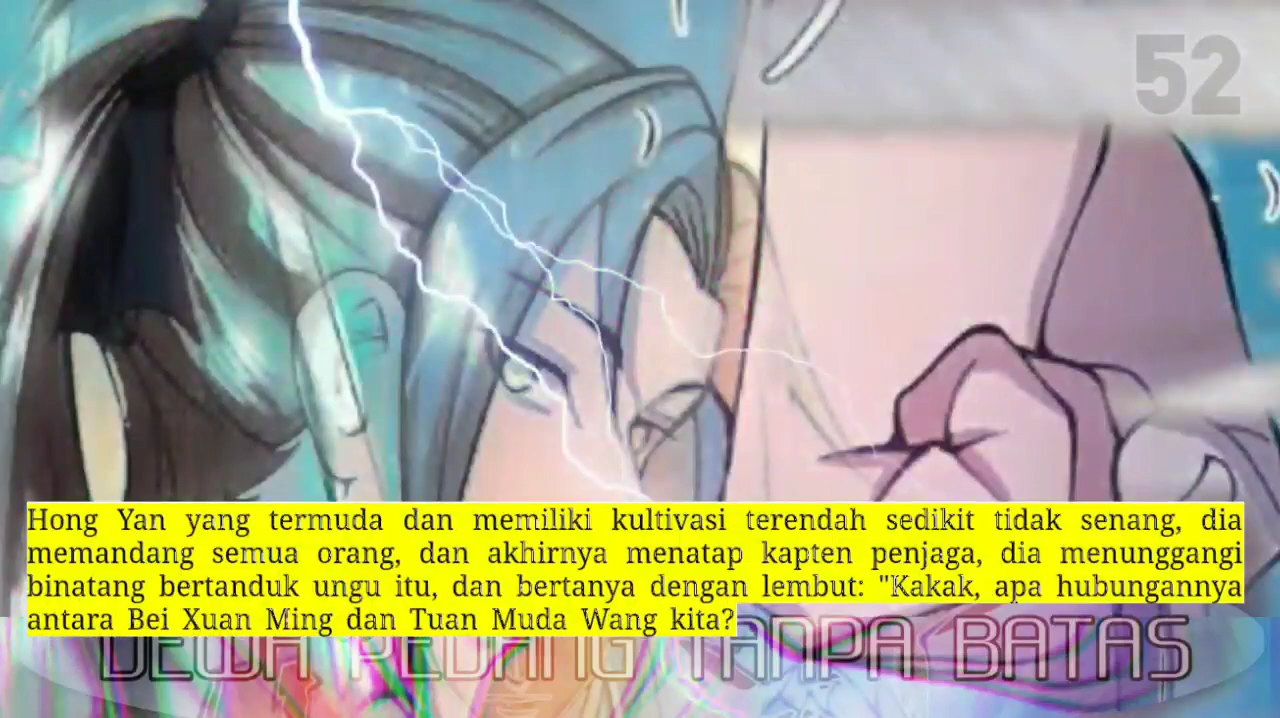 52
Hong Yan yang termuda dan memiliki kultivasi terendah sedikit tidak senang, dia
memandang semua orang, dan akhirnya menatap kapten penjaga, dia menunggangi
binatang bertanduk ungu itu, dan bertanya dengan lembut: "Kakak, apa hubungannya
antara Bei Xuan Ming dan Tuan Muda Wang kita?
DEWA PEDANG TANPA BATAS